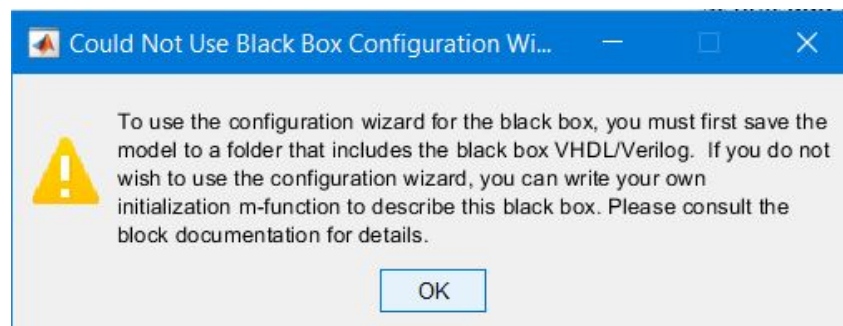 Could Not Use Black Box Configuration Wi...
To use the configuration wizard for the black box, you must first save the
model to a folder that includes the black box VHDL/Verilog.  If you do not
wish to use the configuration wizard, you can write your own
initialization m-function to describe this black box. Please consult the
block documentation for details.
OK